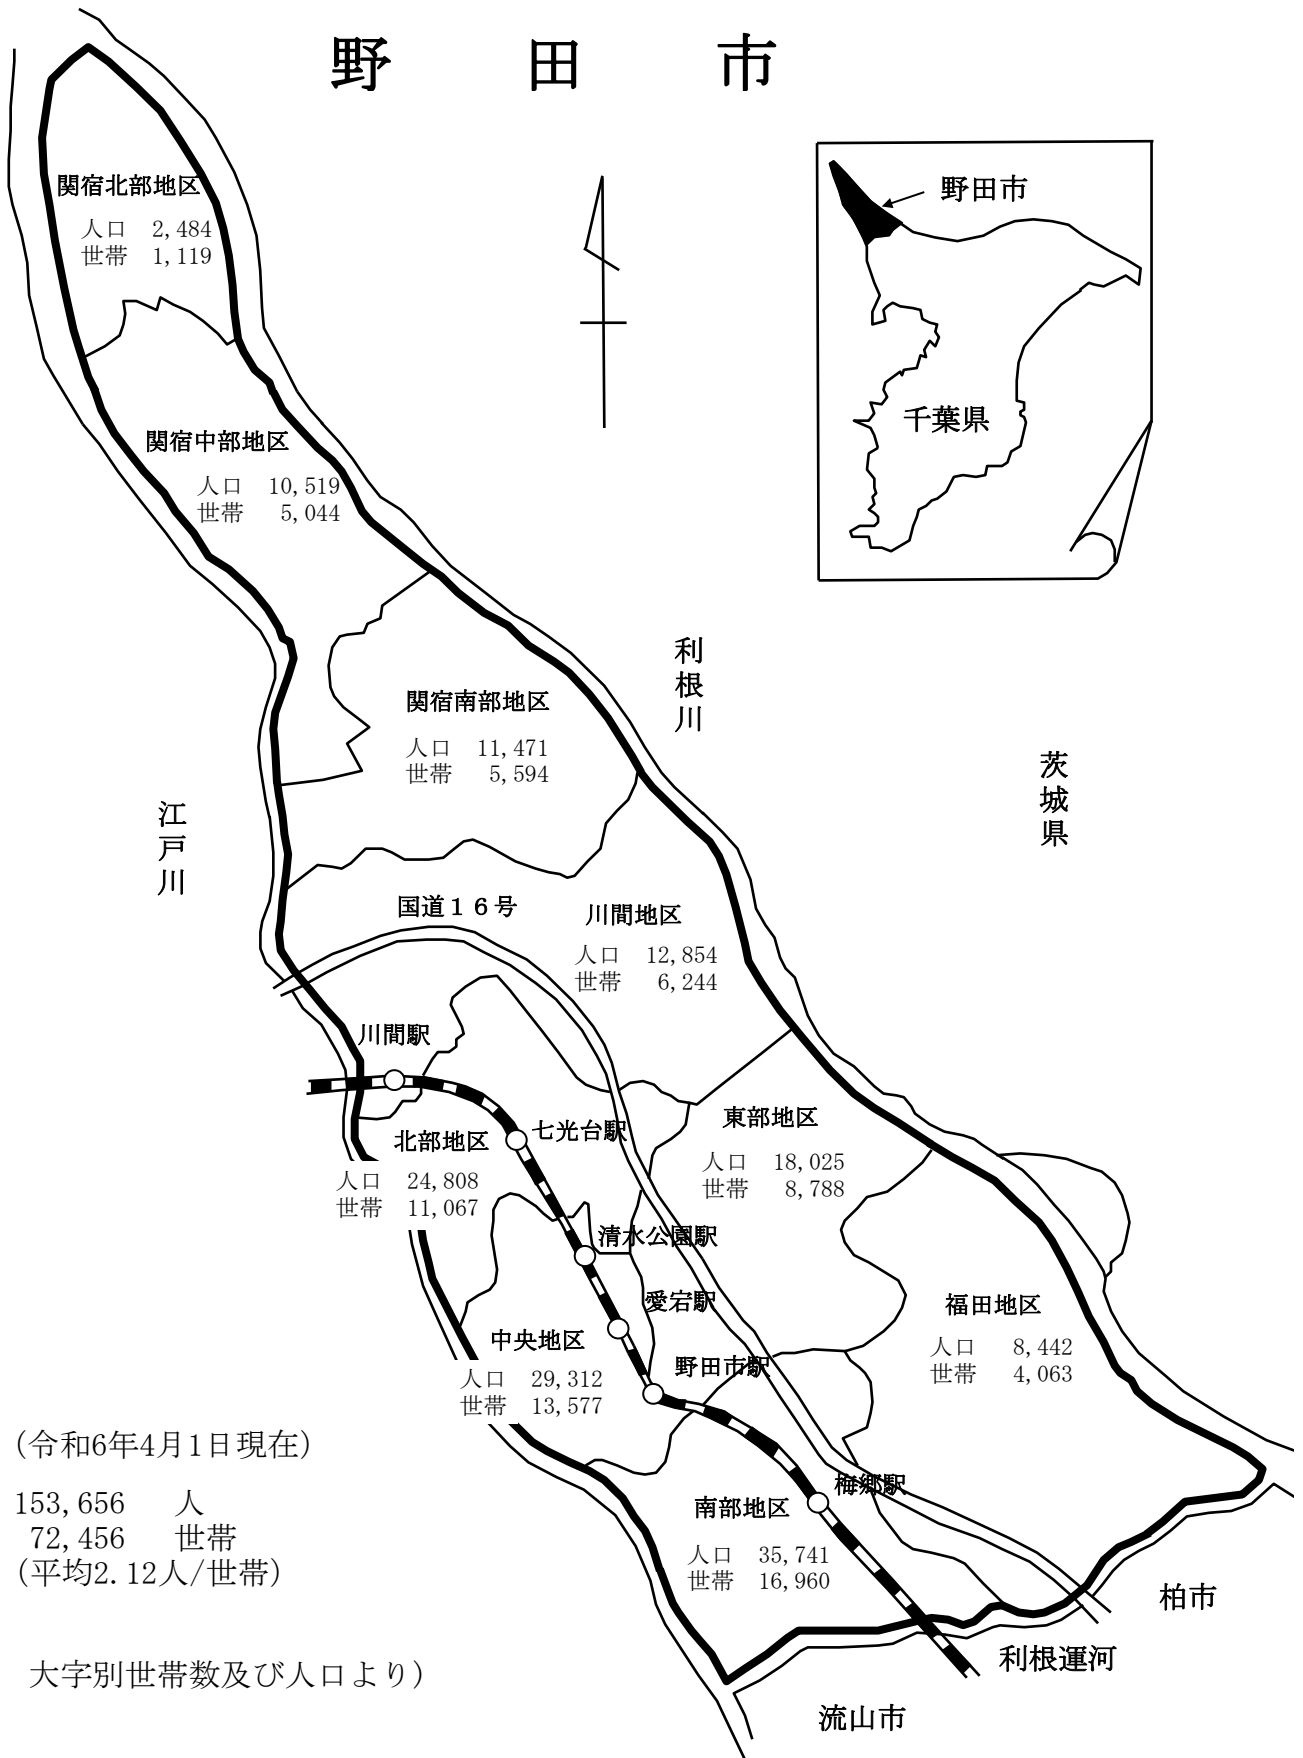 野田市
野田市
千葉県
関宿北部地区
人口 2,484
世帯 1,119
関宿中部地区
人口 10,519
世帯 5,044
利根川
関宿南部地区
人口 11,471
世帯 5,594
茨城県
江戸川
国道１６号
川間地区
人口 12,854
世帯 6,244
川間駅
七光台駅
東部地区
人口 18,025
世帯 8,788
北部地区
人口 24,808
世帯 11,067
清水公園駅
愛宕駅
福田地区
人口 8,442
世帯 4,063
中央地区
人口 29,312
世帯 13,577
野田市駅
(令和6年4月1日現在)
153,656 人
72,456 世帯
(平均2.12人/世帯)
梅郷駅
南部地区
人口 35,741
世帯 16,960
柏市
利根運河
大字別世帯数及び人口より)
流山市